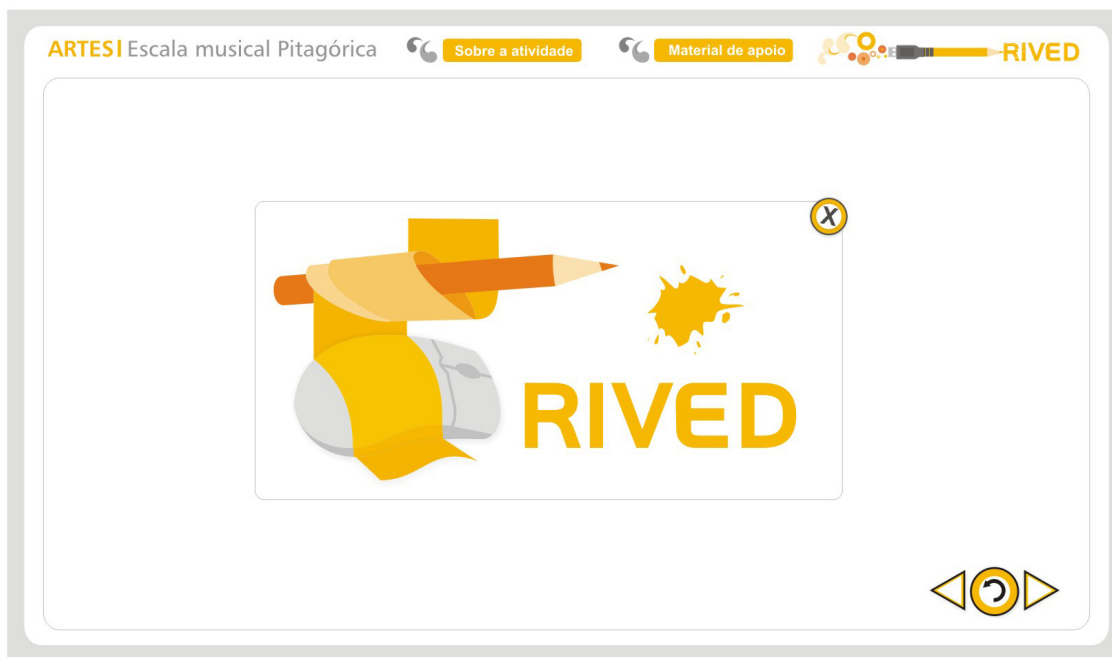 ARTES| Escala musical Pitagórica
Sobre a atividade
Material de apoio
RIVED
X
RIVED